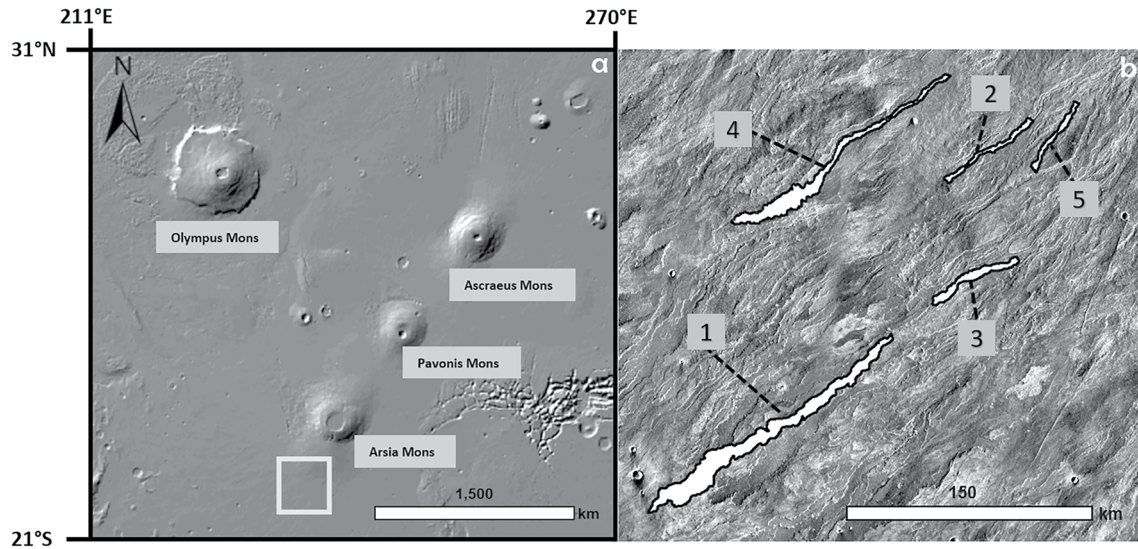 211°E
270°E
31°N
N
a
b
Olympus Mons
Ascraeus Mons
Pavonis Mons
Arsia Mons
1,500
km
21°S
4
2
5
1
3
150
km